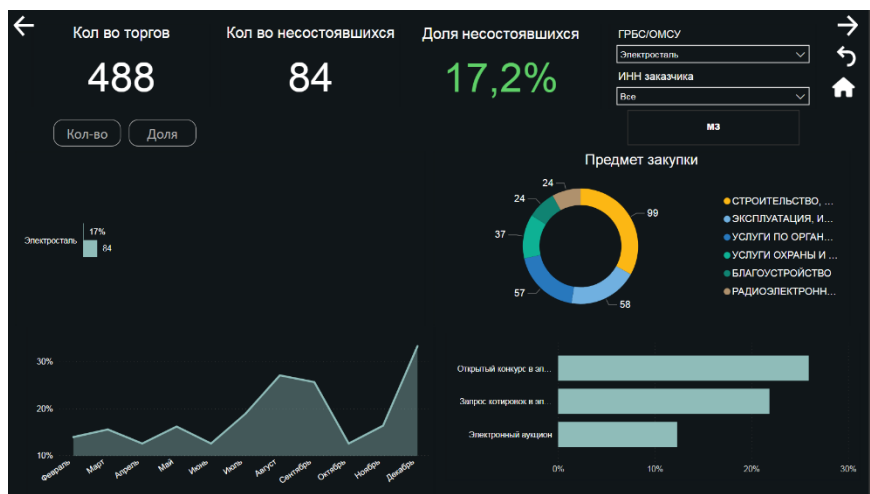 Кол во торгов
Кол во несостоявшихся
Доля несостоявшихся
488
84
17,2%
ГРБС/ОМСУ
Электросталь
ИНН заказчика
Все
мз
Кол-во
Доля
Предмет закупки
24
24
37
57
58
99
СТРОИТЕЛЬСТВО, ...
ЭКСПЛУАТАЦИЯ, И...
УСЛУГИ ПО ОРГАН...
УСЛУГИ ОХРАНЫ И ...
БЛАГОУСТРОЙСТВО
РАДИОЭЛЕКТРОНН...
Электросталь
17%
84
30%
20%
10%
Февраль
Март
Апрель
Май
Июнь
Июль
Август
Сентябрь
Октябрь
Ноябрь
Декабрь
Открытый конкурс в эл...
Запрос котировок в эл...
Электронный аукцион
0%
10%
20%
30%